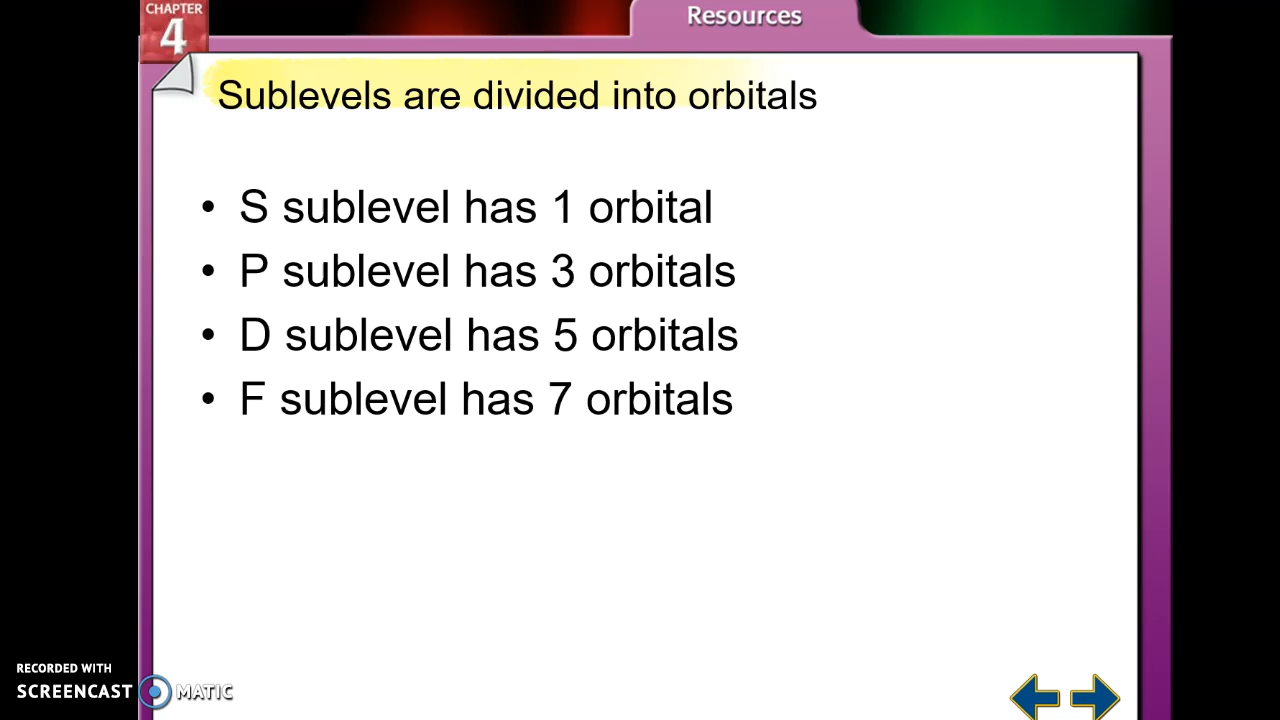 CHAPTER
4
Resources
Sublevels are divided into orbitals
• S sublevel has 1 orbital
• P sublevel has 3 orbitals
• D sublevel has 5 orbitals
• F sublevel has 7 orbitals
RECORDED WITH
SCREENCAST MATIC